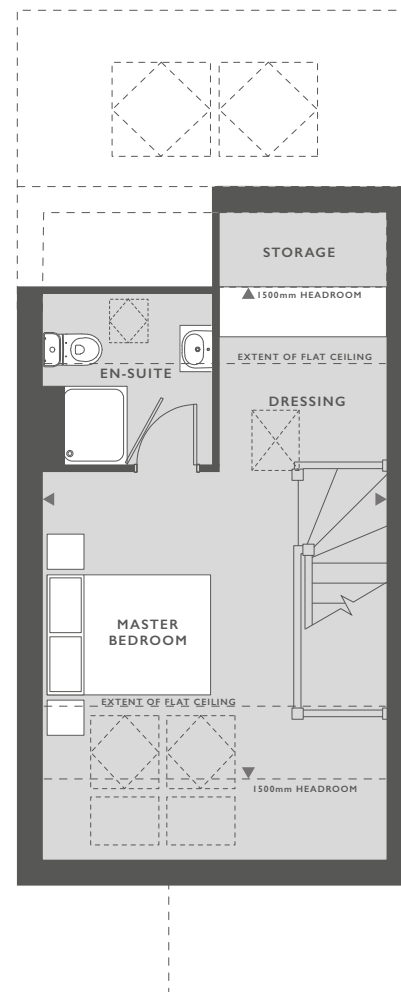 STORAGE
1500mm HEADROOM
EXTENT OF FLAT CEILING
EN-SUITE
DRESSING
MASTER
BEDROOM
EXTENT OF FLAT CEILING
1500mm HEADROOM